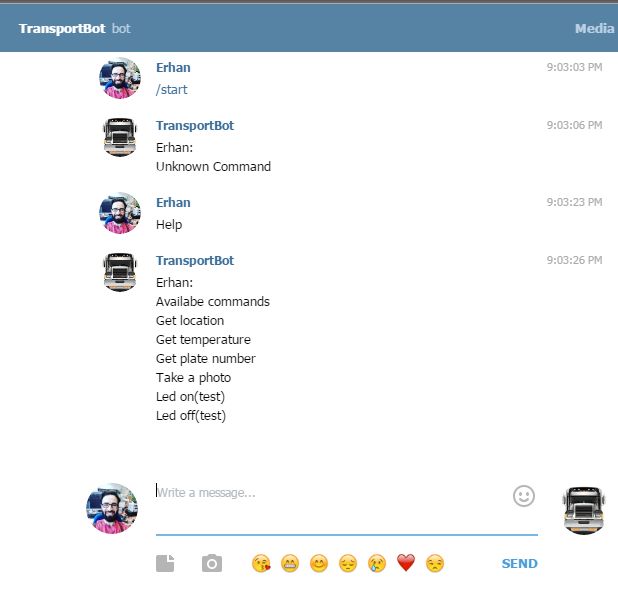 TransportBot bot
Media
Erhan
9:03:03 PM
/start
TransportBot
9:03:06 PM
Erhan:
Unknown Command
Erhan
9:03:23 PM
Help
TransportBot
9:03:26 PM
Erhan:
Availabe commands
Get location
Get temperature
Get plate number
Take a photo
Led on(test)
Led off(test)
Write a message...
SEND